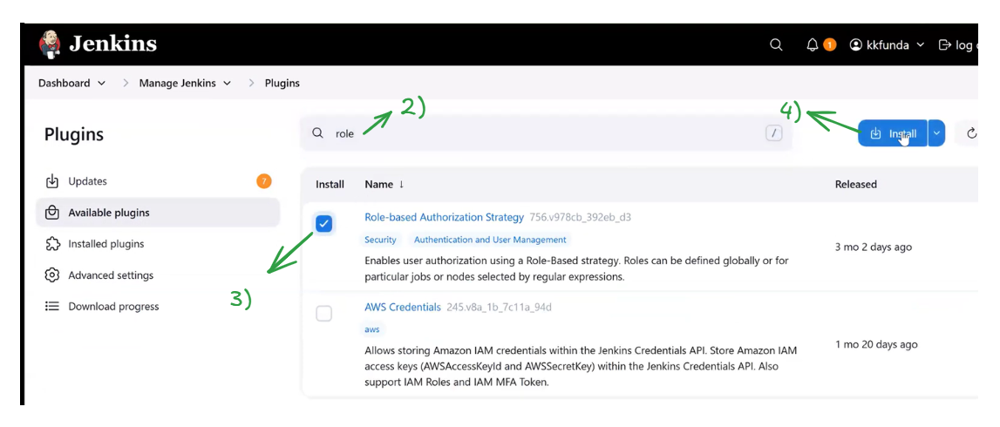 Jenkins
1 kkfunda log
Dashboard Manage Jenkins Plugins
2)
4)
Plugins
role /
Install
Updates 7
Available plugins
Installed plugins
Advanced settings
Download progress
3)
Install Name ↓ Released
Role-based Authorization Strategy 756.v978cb_392eb_d3
Security Authentication and User Management
Enables user authorization using a Role-Based strategy. Roles can be defined globally or for
particular jobs or nodes selected by regular expressions.
3 mo 2 days ago
AWS Credentials 245.v8a_1b_7c11a_94d
aws
Allows storing Amazon IAM credentials within the Jenkins Credentials API. Store Amazon IAM
access keys (AWSAccessKeyId and AWSSecretKey) within the Jenkins Credentials API. Also
support IAM Roles and IAM MFA Token.
1 mo 20 days ago